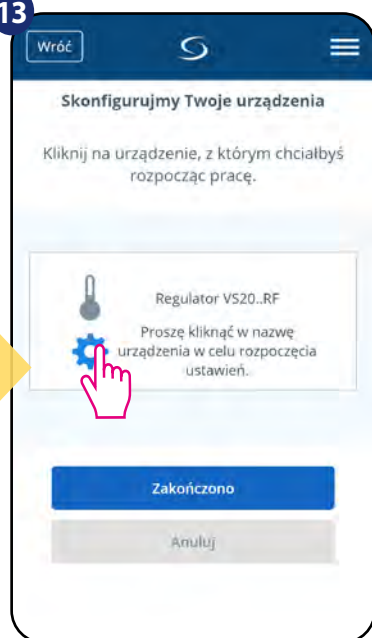 13
Wróć
Skonfigurujmy Twoje urządzenia
Kliknij na urządzenie, z którym chciałbyś
rozpocząc pracę.
Regulator VS20..RF
Proszę kliknąć w nazwę
urządzenia w celu rozpoczęcia
ustawień.
Zakończono
Anuluj